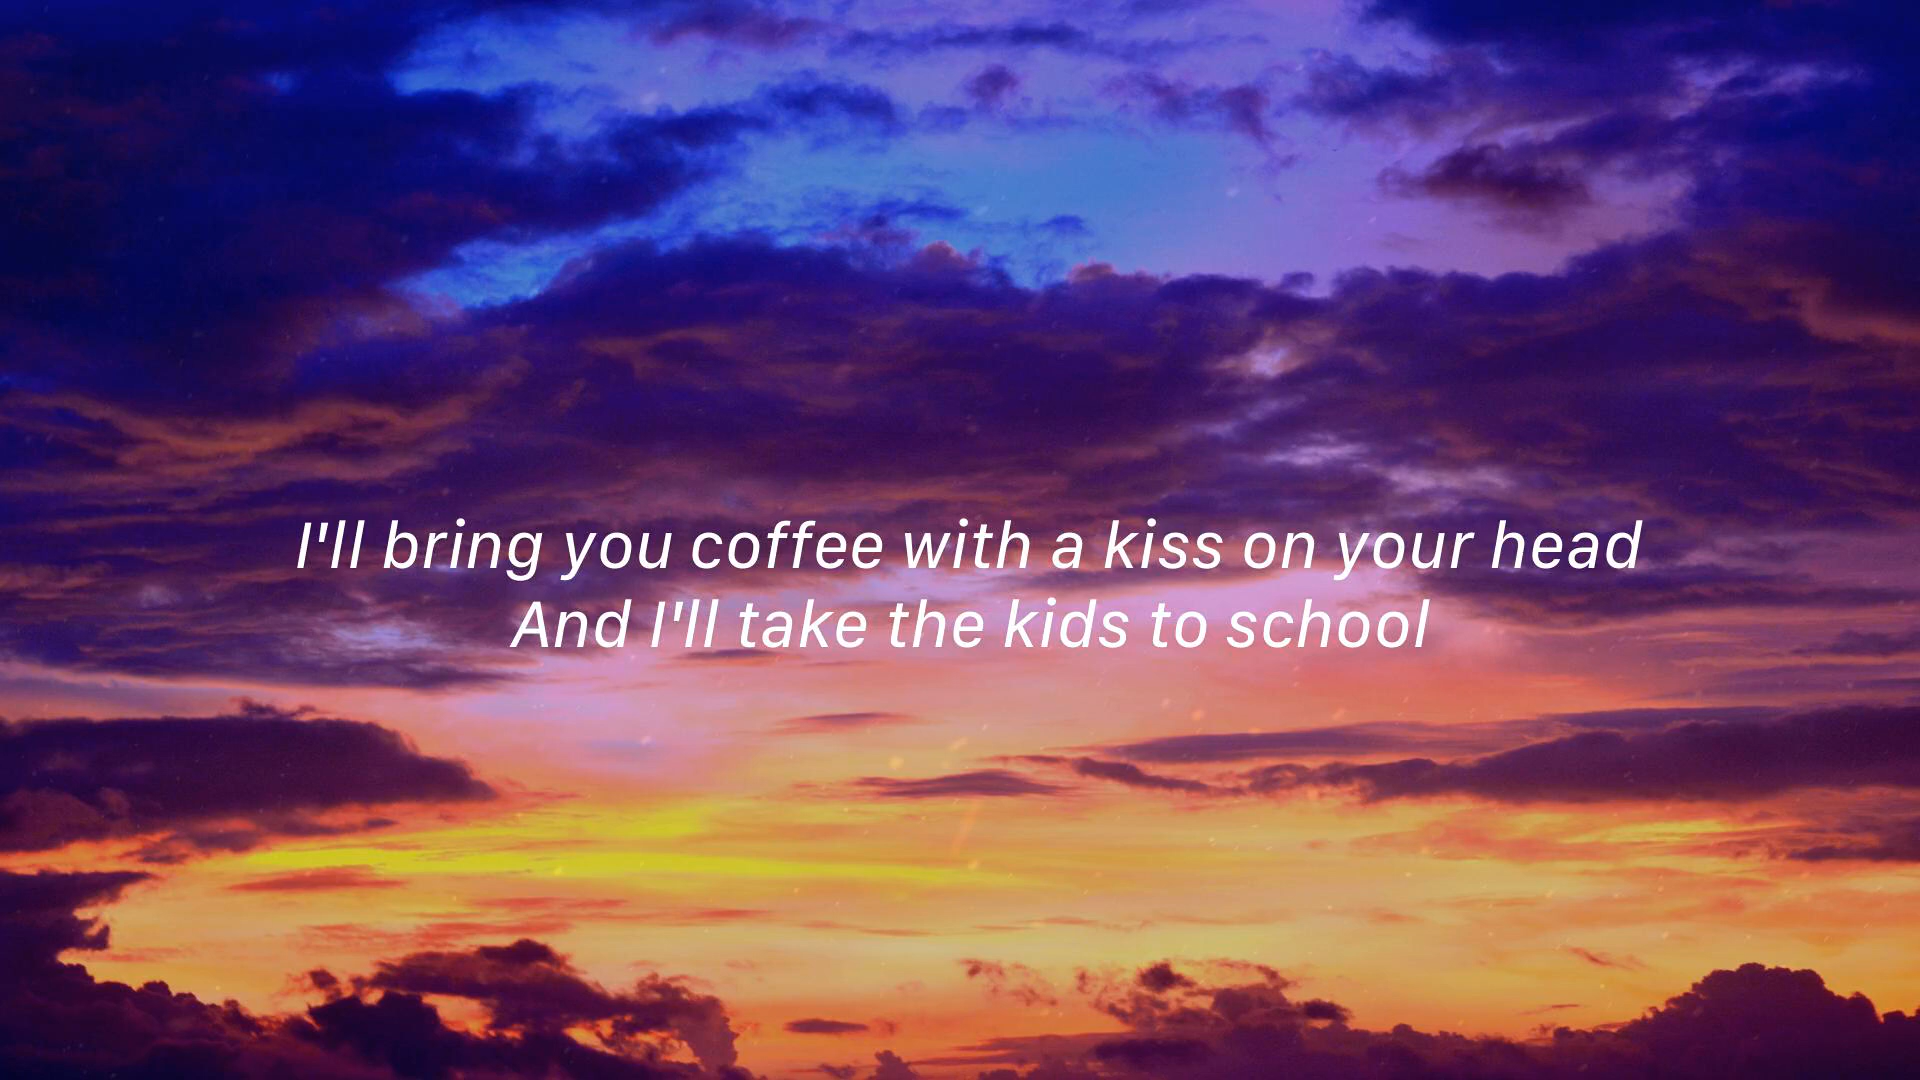 I'll bring you coffee with a kiss on your head
And I'll take the kids to school